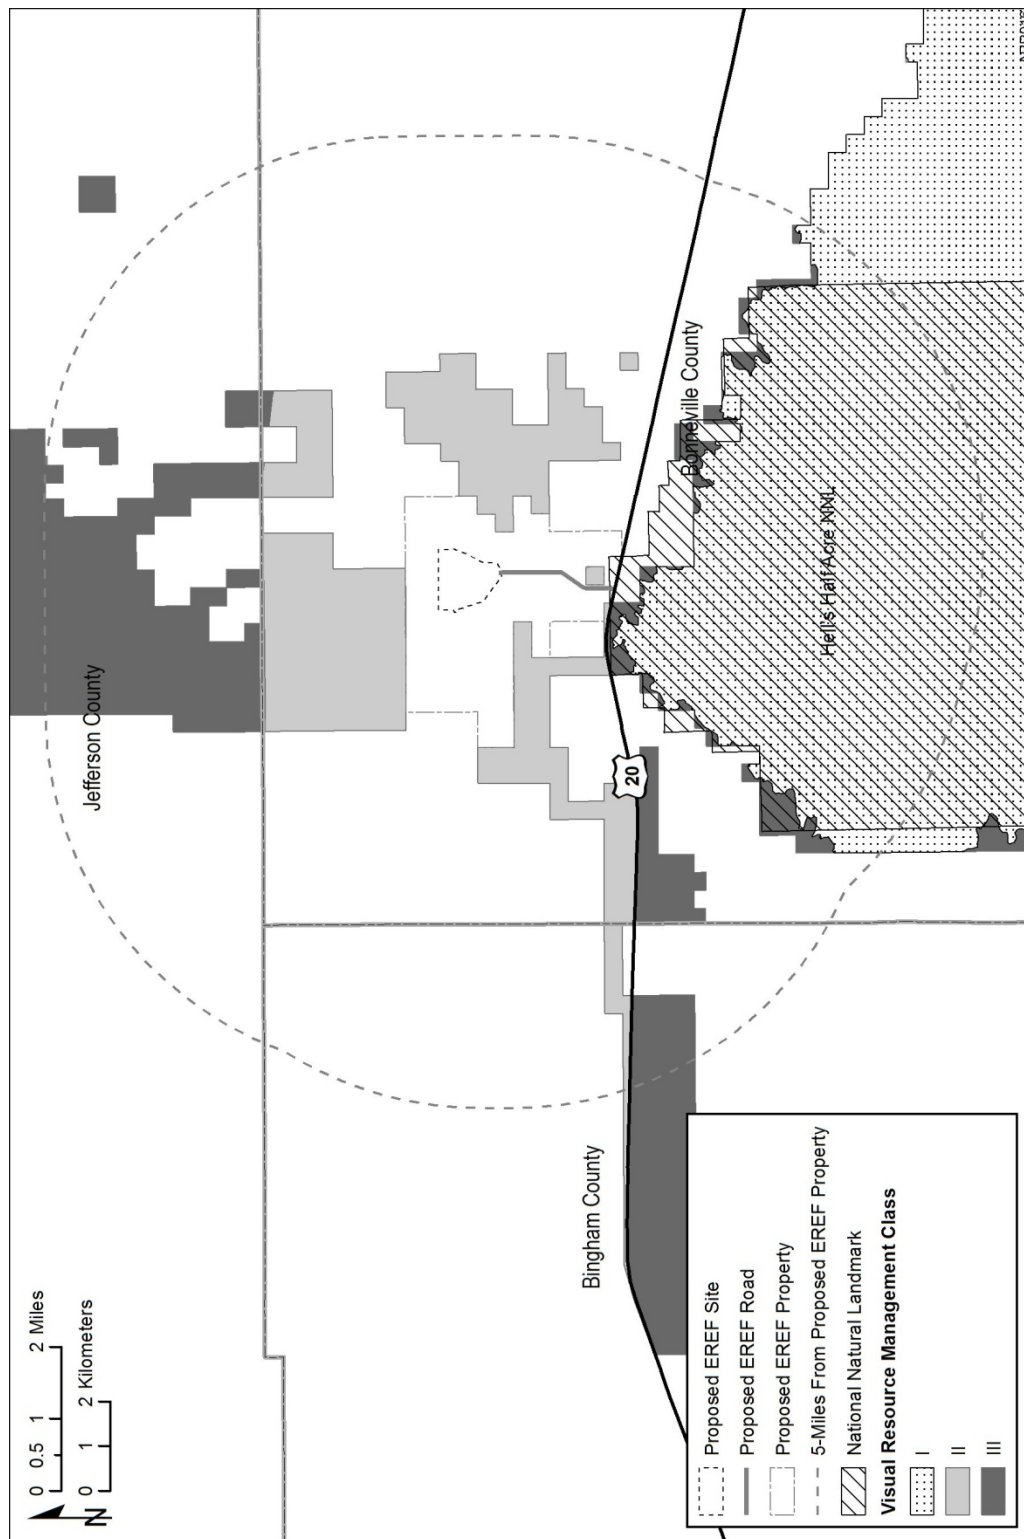 0 0.5 1 2 Miles
0 1 2 Kilometers
N
Jefferson County
Bingham County
Bonneville County
Hell's Half Acre NNL
20
Proposed EREF Site
Proposed EREF Road
Proposed EREF Property
5-Miles From Proposed EREF Property
National Natural Landmark
Visual Resource Management Class
I
II
III